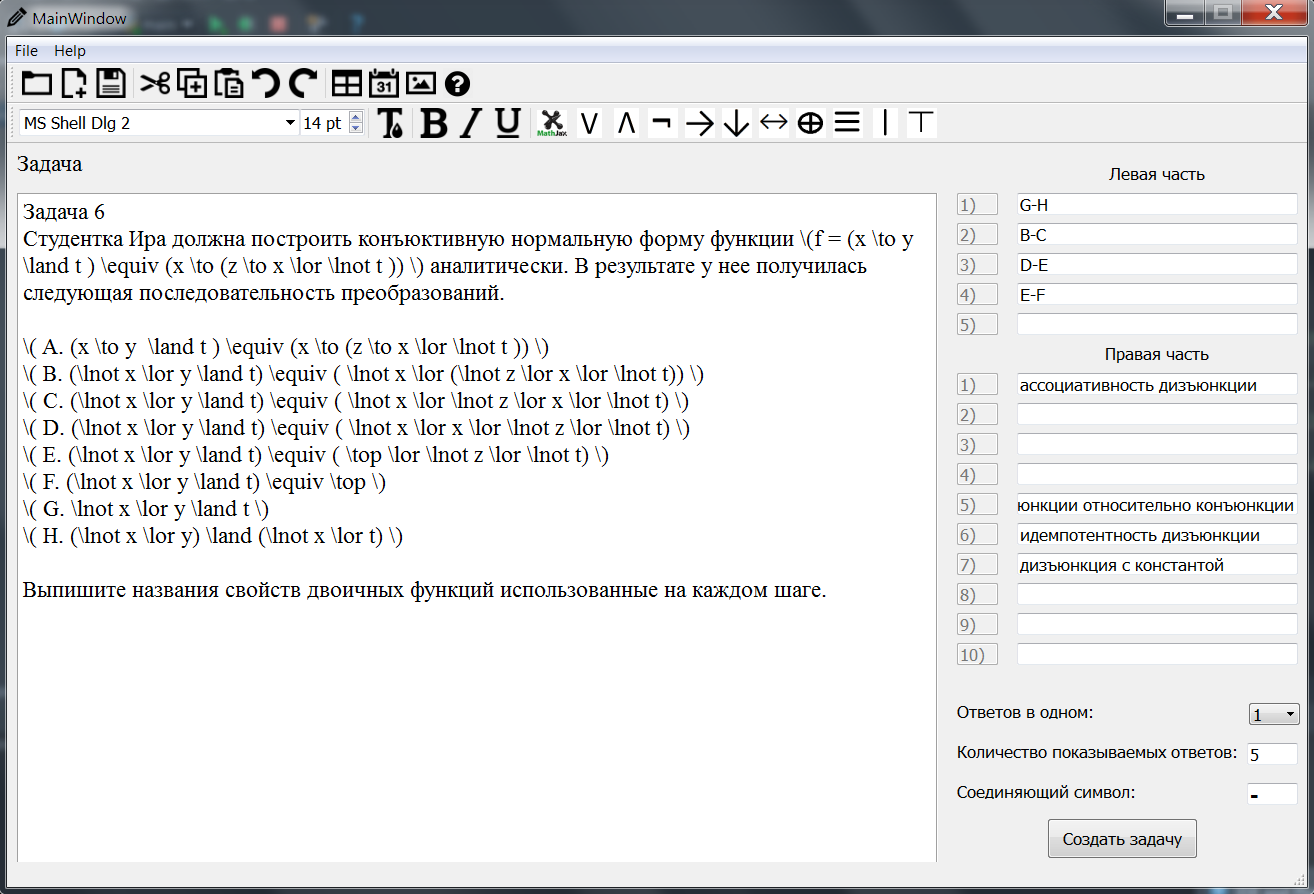 MainWindow
File Help
31
MS Shell Dlg 2
14 pt
B I U
MathJax
Задача
Задача 6
Студентка Ира должна построить конъюктивную нормальную форму функции \(f = (x \to y
\land t ) \equiv (x \to (z \to x \lor \lnot t )) \) аналитически. В результате у нее получилась
следующая последовательность преобразований.
\( A. (x \to y \land t ) \equiv (x \to (z \to x \lor \lnot t )) \)
\( B. (\lnot x \lor y \land t) \equiv ( \lnot x \lor (\lnot z \lor x \lor \lnot t)) \)
\( C. (\lnot x \lor y \land t) \equiv ( \lnot x \lor \lnot z \lor x \lor \lnot t) \)
\( D. (\lnot x \lor y \land t) \equiv ( \lnot x \lor x \lor \lnot z \lor \lnot t) \)
\( E. (\lnot x \lor y \land t) \equiv ( \top \lor \lnot z \lor \lnot t) \)
\( F. (\lnot x \lor y \land t) \equiv \top \)
\( G. \lnot x \lor y \land t \)
\( H. (\lnot x \lor y) \land (\lnot x \lor t) \)
Выпишите названия свойств двоичных функций использованные на каждом шаге.
Левая часть
1) G-H
2) B-C
3) D-E
4) E-F
5)
Правая часть
1) ассоциативность дизъюнкции
2)
3)
4)
5) юнкции относительно конъюнкции
6) идемпотентность дизъюнкции
7) дизъюнкция с константой
8)
9)
10)
Ответов в одном: 1
Количество показываемых ответов: 5
Соединяющий символ: -
Создать задачу